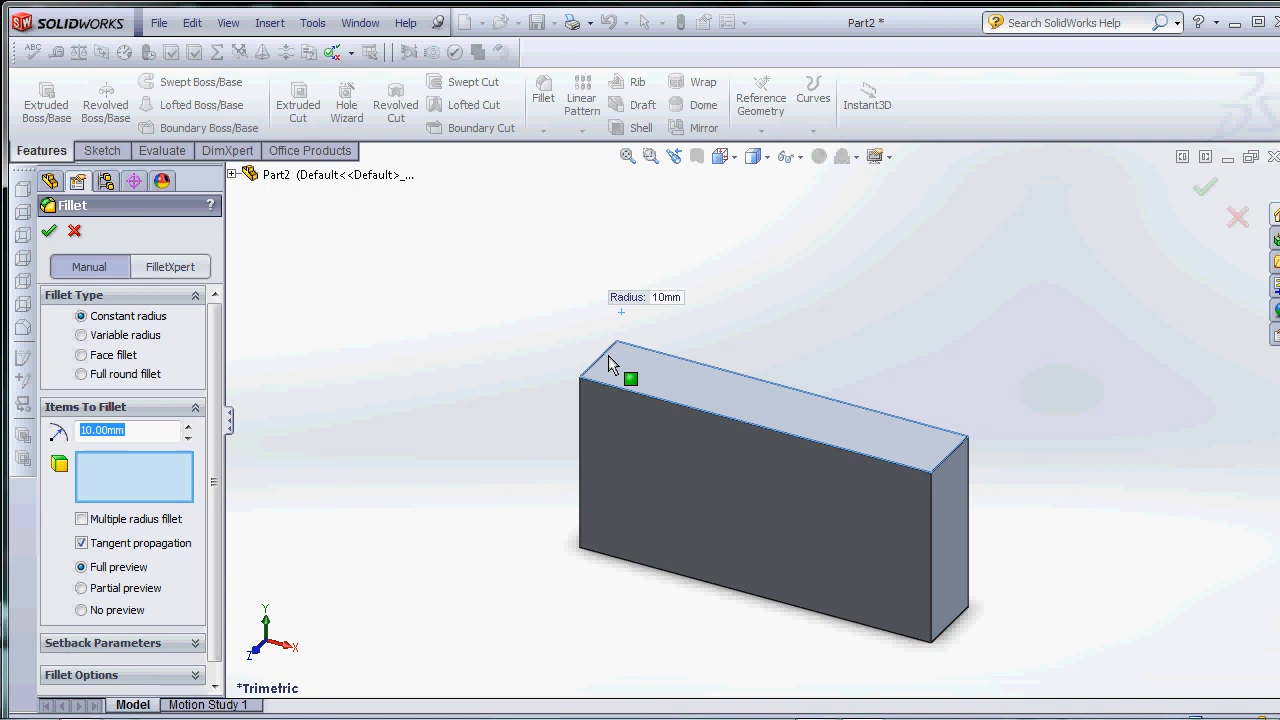 SW SOLIDWORKS File Edit View Insert Tools Window Help Part2 * Search SolidWorks Help
ABC
Extruded Boss/Base Revolved Boss/Base Swept Boss/Base Lofted Boss/Base Boundary Boss/Base Extruded Cut Hole Wizard Revolved Cut Swept Cut Lofted Cut Boundary Cut Fillet Linear Pattern Rib Draft Shell Wrap Dome Mirror Reference Geometry Curves Instant3D
Features Sketch Evaluate DimXpert Office Products
Part2 (Default<<Default>_...
Fillet ?
Manual FilletXpert
Fillet Type
Constant radius
Variable radius
Face fillet
Full round fillet
Items To Fillet
10.00mm
Multiple radius fillet
Tangent propagation
Full preview
Partial preview
No preview
Setback Parameters
Fillet Options
Radius: 10mm
Y
X
Z
*Trimetric
Model Motion Study 1